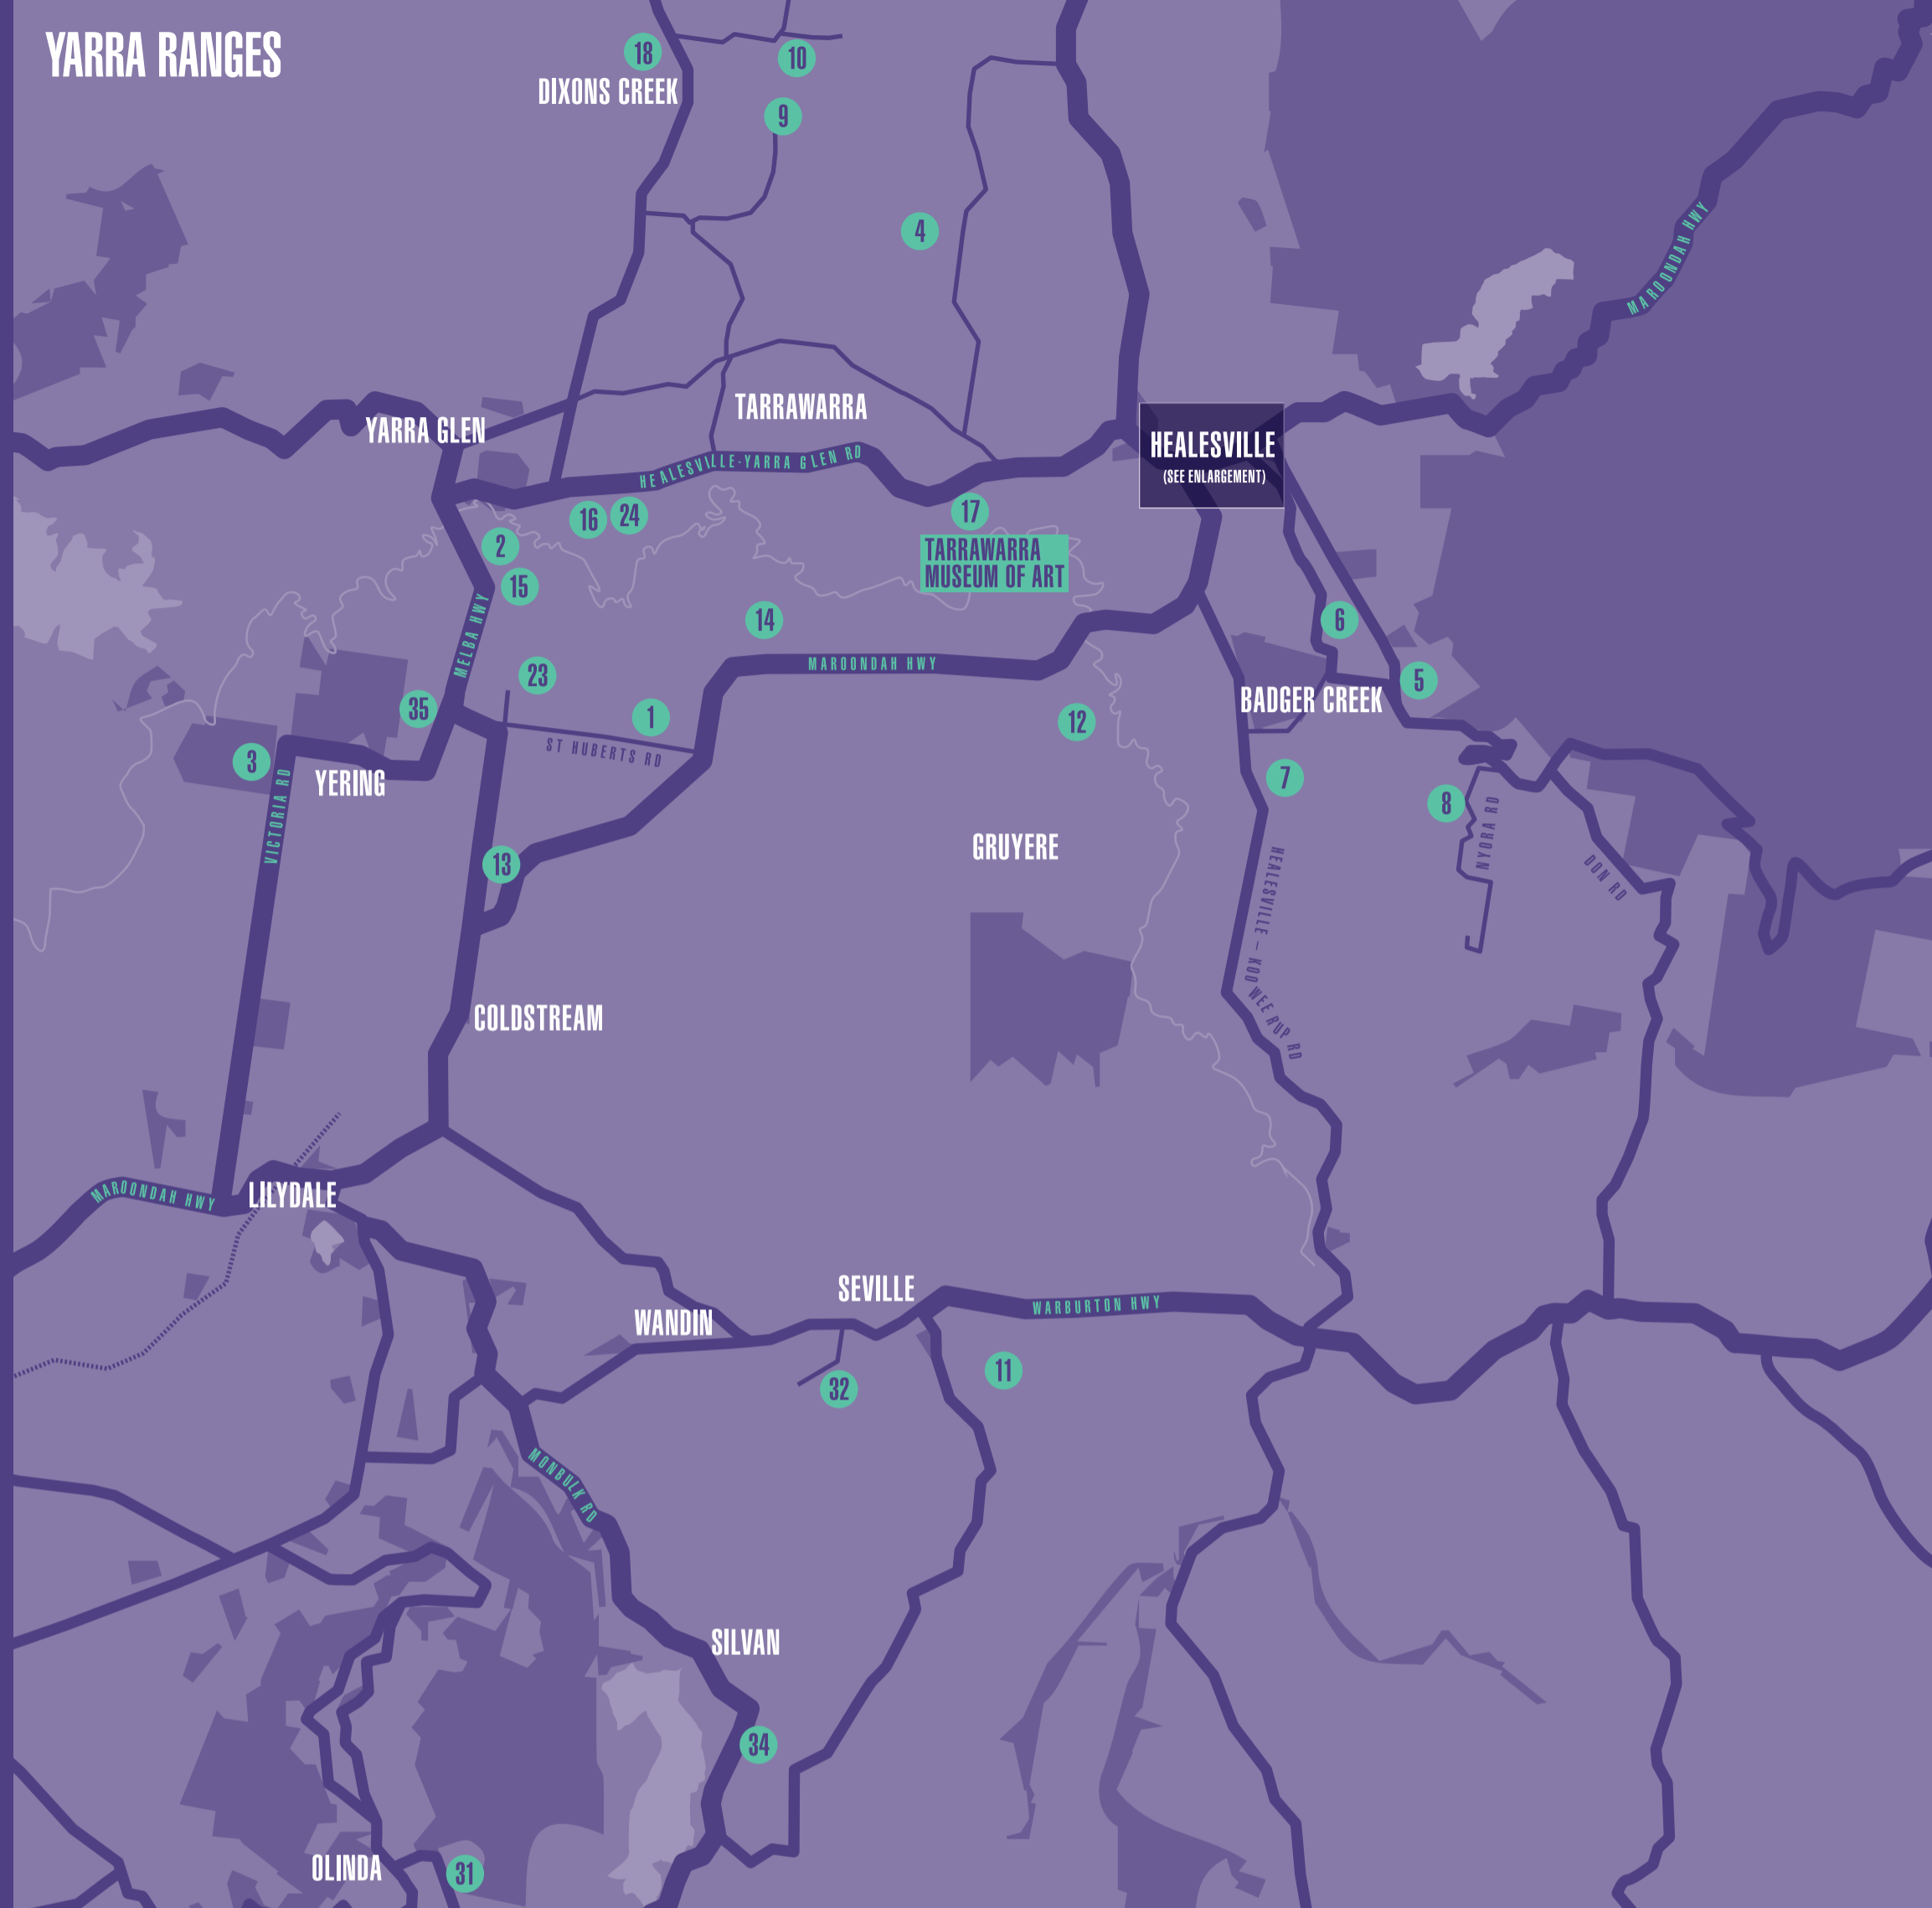 YARRA RANGES
18
10
DIXONS CREEK
9
4
MAROONDAH HWY
TARRAWARRA
YARRA GLEN
HEALESVILLE
(SEE ENLARGEMENT)
HEALESVILLE-YARRA GLEN RD
16
24
17
2
TARRAWARRA
MUSEUM OF ART
15
14
6
MELBA HWY
MAROONDAH HWY
23
5
BADGER CREEK
35
1
12
ST HUBERTS RD
3
YERING
7
8
VICTORIA RD
NYORA RD
GRUYERE
13
DON RD
HEALESVILLE – KOO WEE RUP RD
COLDSTREAM
MAROONDAH HWY
LILYDALE
SEVILLE
WARBURTON HWY
WANDIN
11
32
MONBULK RD
SILVAN
34
OLINDA
31